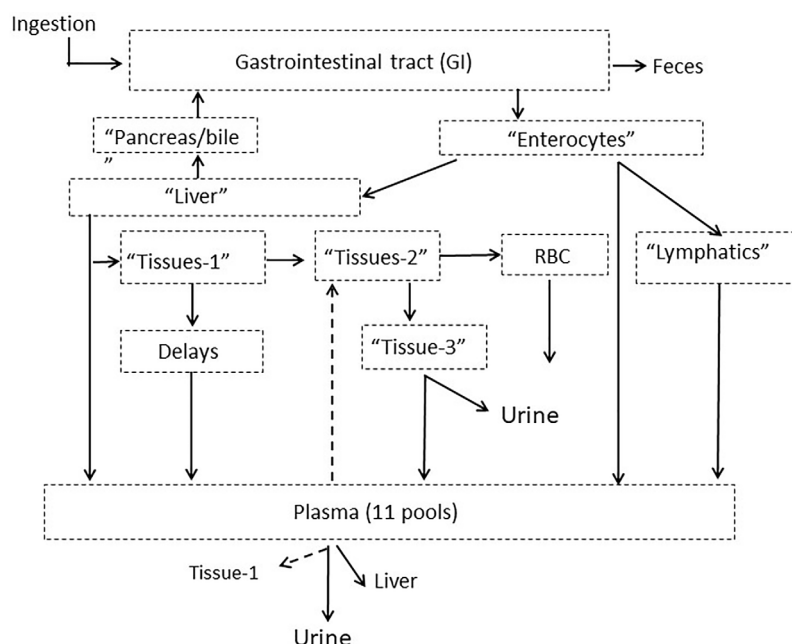 Ingestion
Gastrointestinal tract (GI)
Feces
“Pancreas/bile
”
“Enterocytes”
“Liver”
“Tissues-1”
“Tissues-2”
RBC
“Lymphatics”
Delays
“Tissue-3”
Urine
Plasma (11 pools)
Tissue-1
Liver
Urine